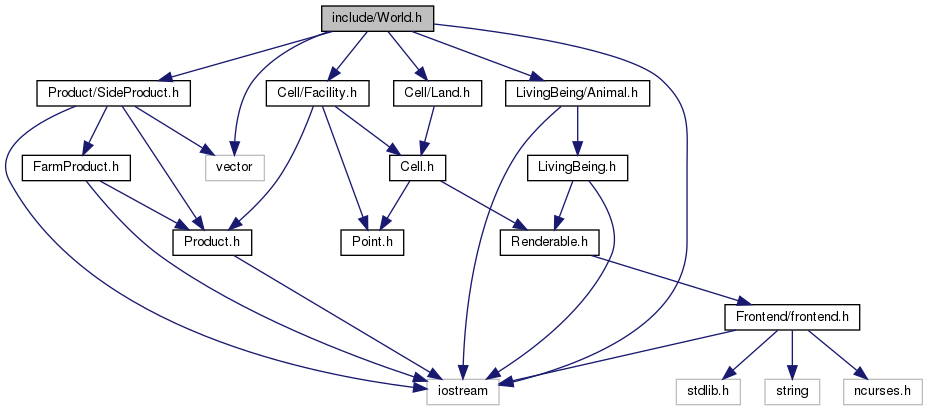 include/World.h
Product/SideProduct.h
Cell/Facility.h
Cell/Land.h
LivingBeing/Animal.h
FarmProduct.h
vector
Cell.h
LivingBeing.h
Product.h
Point.h
Renderable.h
Frontend/frontend.h
iostream
stdlib.h
string
ncurses.h